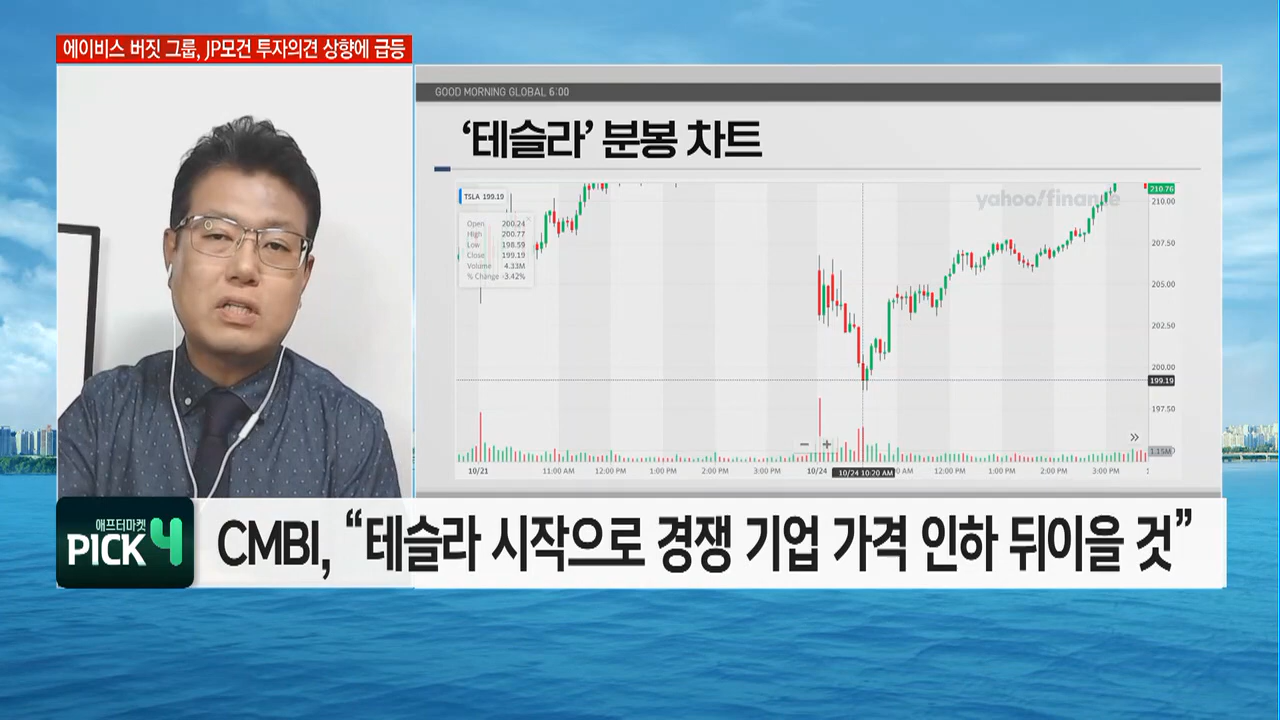 에이비스 버짓 그룹, JP모건 투자의견 상향에 급등
GOOD MORNING GLOBAL 6:00
‘테슬라’ 분봉 차트
TSLA 199.19
yahoo/finance
Open 200.24
High 200.77
Low 198.59
Close 199.19
Volume 4.33M
% Change -3.42%
210.76
210.00
207.50
205.00
202.50
200.00
199.19
197.50
1.15M
10/21 11:00 AM 12:00 PM 1:00 PM 2:00 PM 3:00 PM 10/24 10/24 10:20 AM 00 AM 12:00 PM 1:00 PM 2:00 PM 3:00 PM
애프터마켓
PICK 4
CMBI, “테슬라 시작으로 경쟁 기업 가격 인하 뒤이을 것”